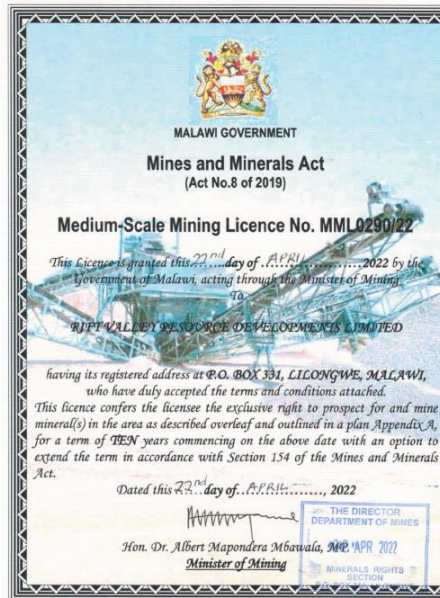 MALAWI GOVERNMENT
Mines and Minerals Act
(Act No.8 of 2019)
Medium-Scale Mining Licence No. MML0290/22
This Licence is granted this 22nd day of APRIL 2022 by the
Government of Malawi, acting through the Minister of Mining
To
RIFT VALLEY RESOURCE DEVELOPMENTS LIMITED
having its registered address at P.O. BOX 331, LILONGWE, MALAWI,
who have duly accepted the terms and conditions attached.
This licence confers the licensee the exclusive right to prospect for and mine
mineral(s) in the area as described overleaf and outlined in a plan Appendix A,
for a term of TEN years commencing on the above date with an option to
extend the term in accordance with Section 154 of the Mines and Minerals
Act.
Dated this 22nd day of APRIL, 2022
Hon. Dr. Albert Mapondera Mbawala, MP.
Minister of Mining
THE DIRECTOR
DEPARTMENT OF MINES
APR 2022
MINERALS RIGHTS
SECTION